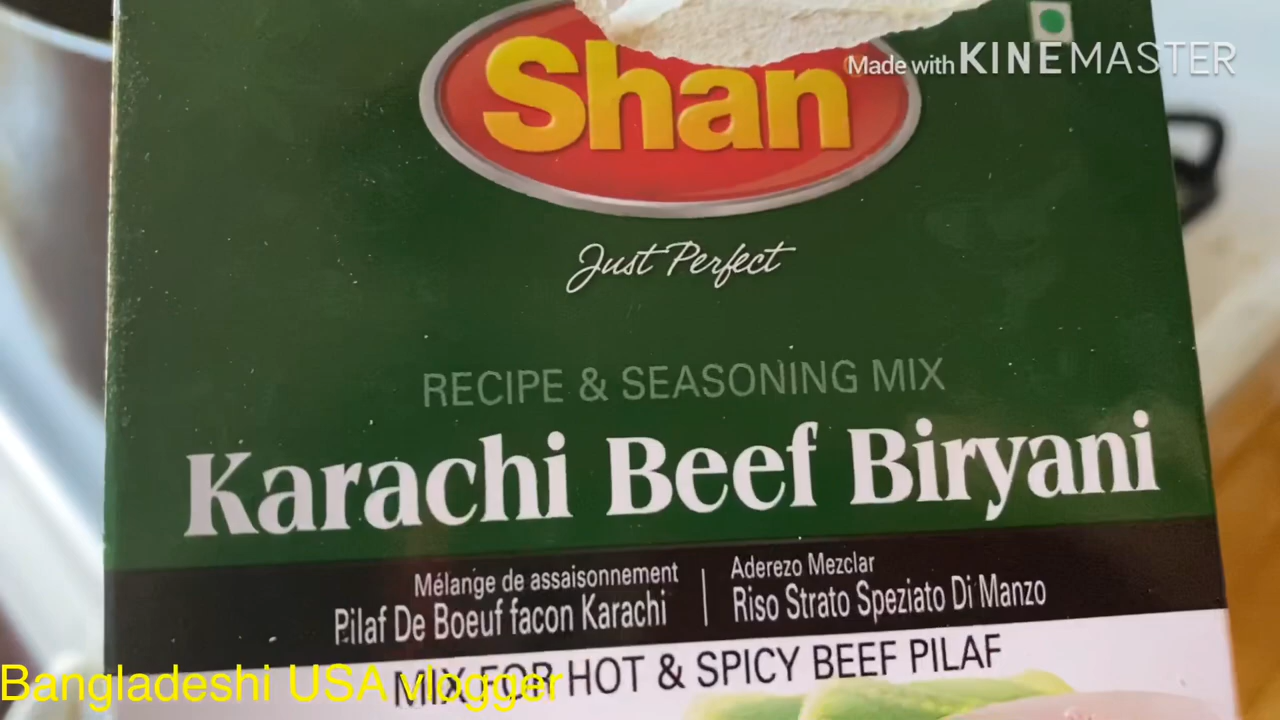 Shan
Made with KINEMASTER
Just Perfect
RECIPE & SEASONING MIX
Karachi Beef Biryani
Mélange de assaisonnement
Pilaf De Boeuf facon Karachi
Aderezo Mezclar
Riso Strato Speziato Di Manzo
MIX FOR HOT & SPICY BEEF PILAF
Bangladeshi USA vlogger